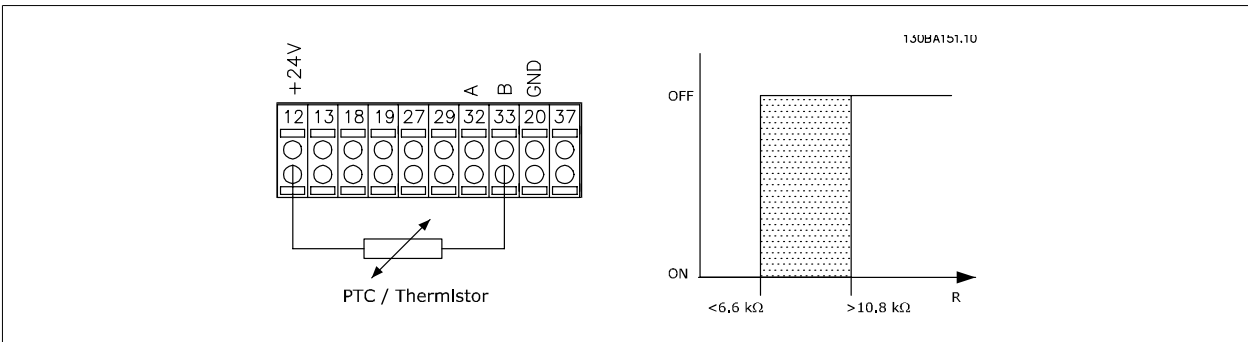 130BA151.10
+24V A B GND
12 13 18 19 27 29 32 33 20 37
PTC / Thermistor
OFF
ON
R
<6.6 kΩ >10.8 kΩ